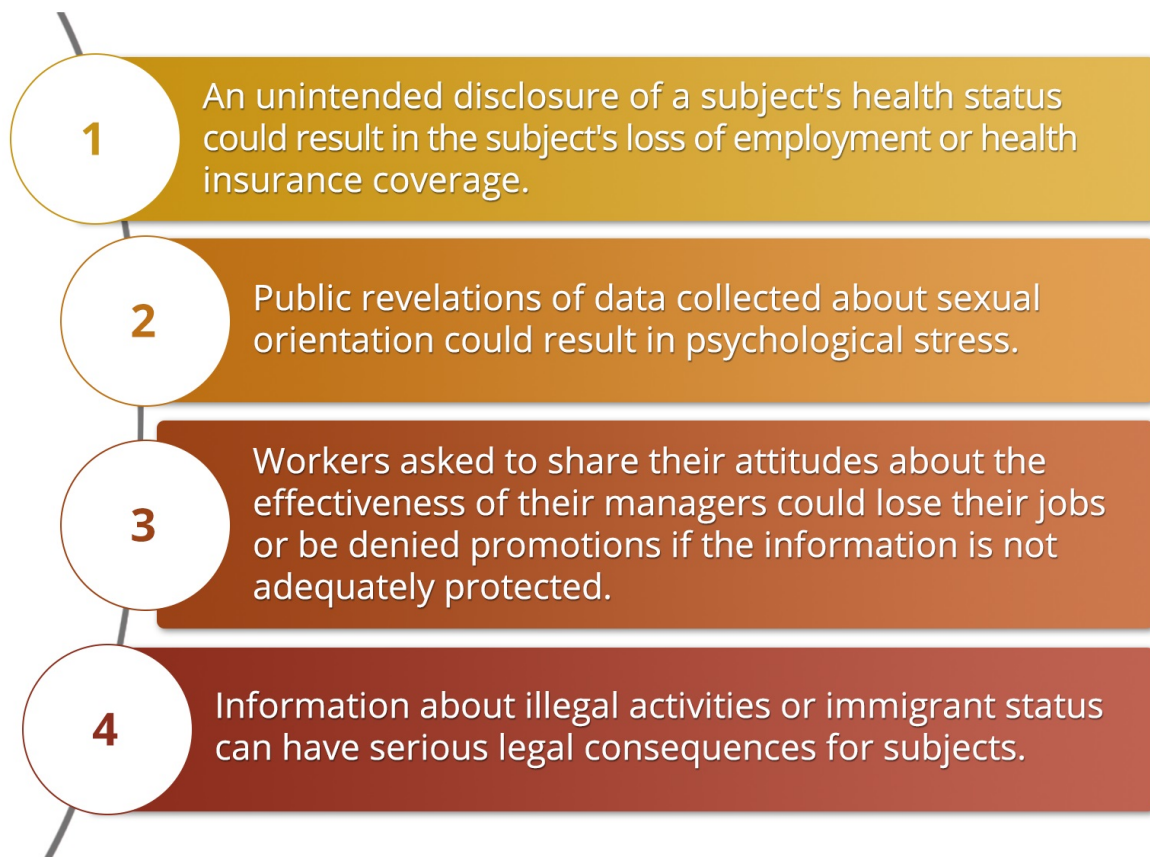 1
An unintended disclosure of a subject's health status
could result in the subject's loss of employment or health
insurance coverage.
2
Public revelations of data collected about sexual
orientation could result in psychological stress.
3
Workers asked to share their attitudes about the
effectiveness of their managers could lose their jobs
or be denied promotions if the information is not
adequately protected.
4
Information about illegal activities or immigrant status
can have serious legal consequences for subjects.